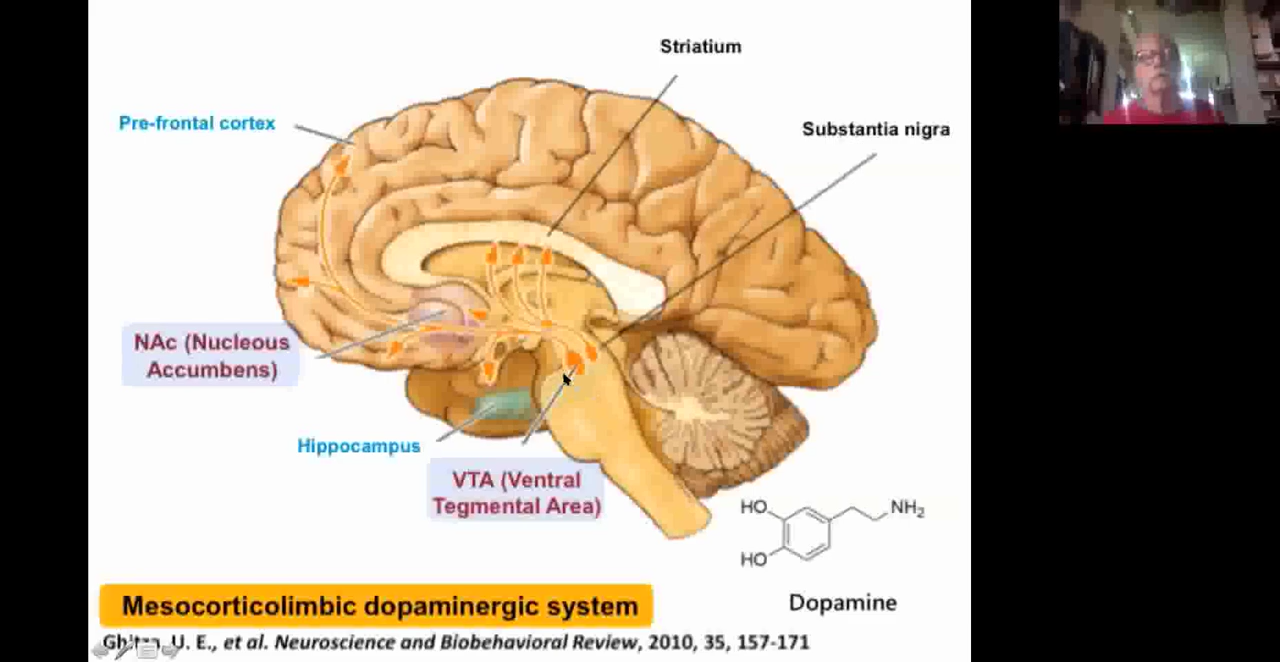 Striatium
Pre-frontal cortex
Substantia nigra
NAc (Nucleous
Accumbens)
Hippocampus
VTA (Ventral
Tegmental Area)
HO
NH2
HO
Dopamine
Mesocorticolimbic dopaminergic system
U. E., et al. Neuroscience and Biobehavioral Review, 2010, 35, 157-171